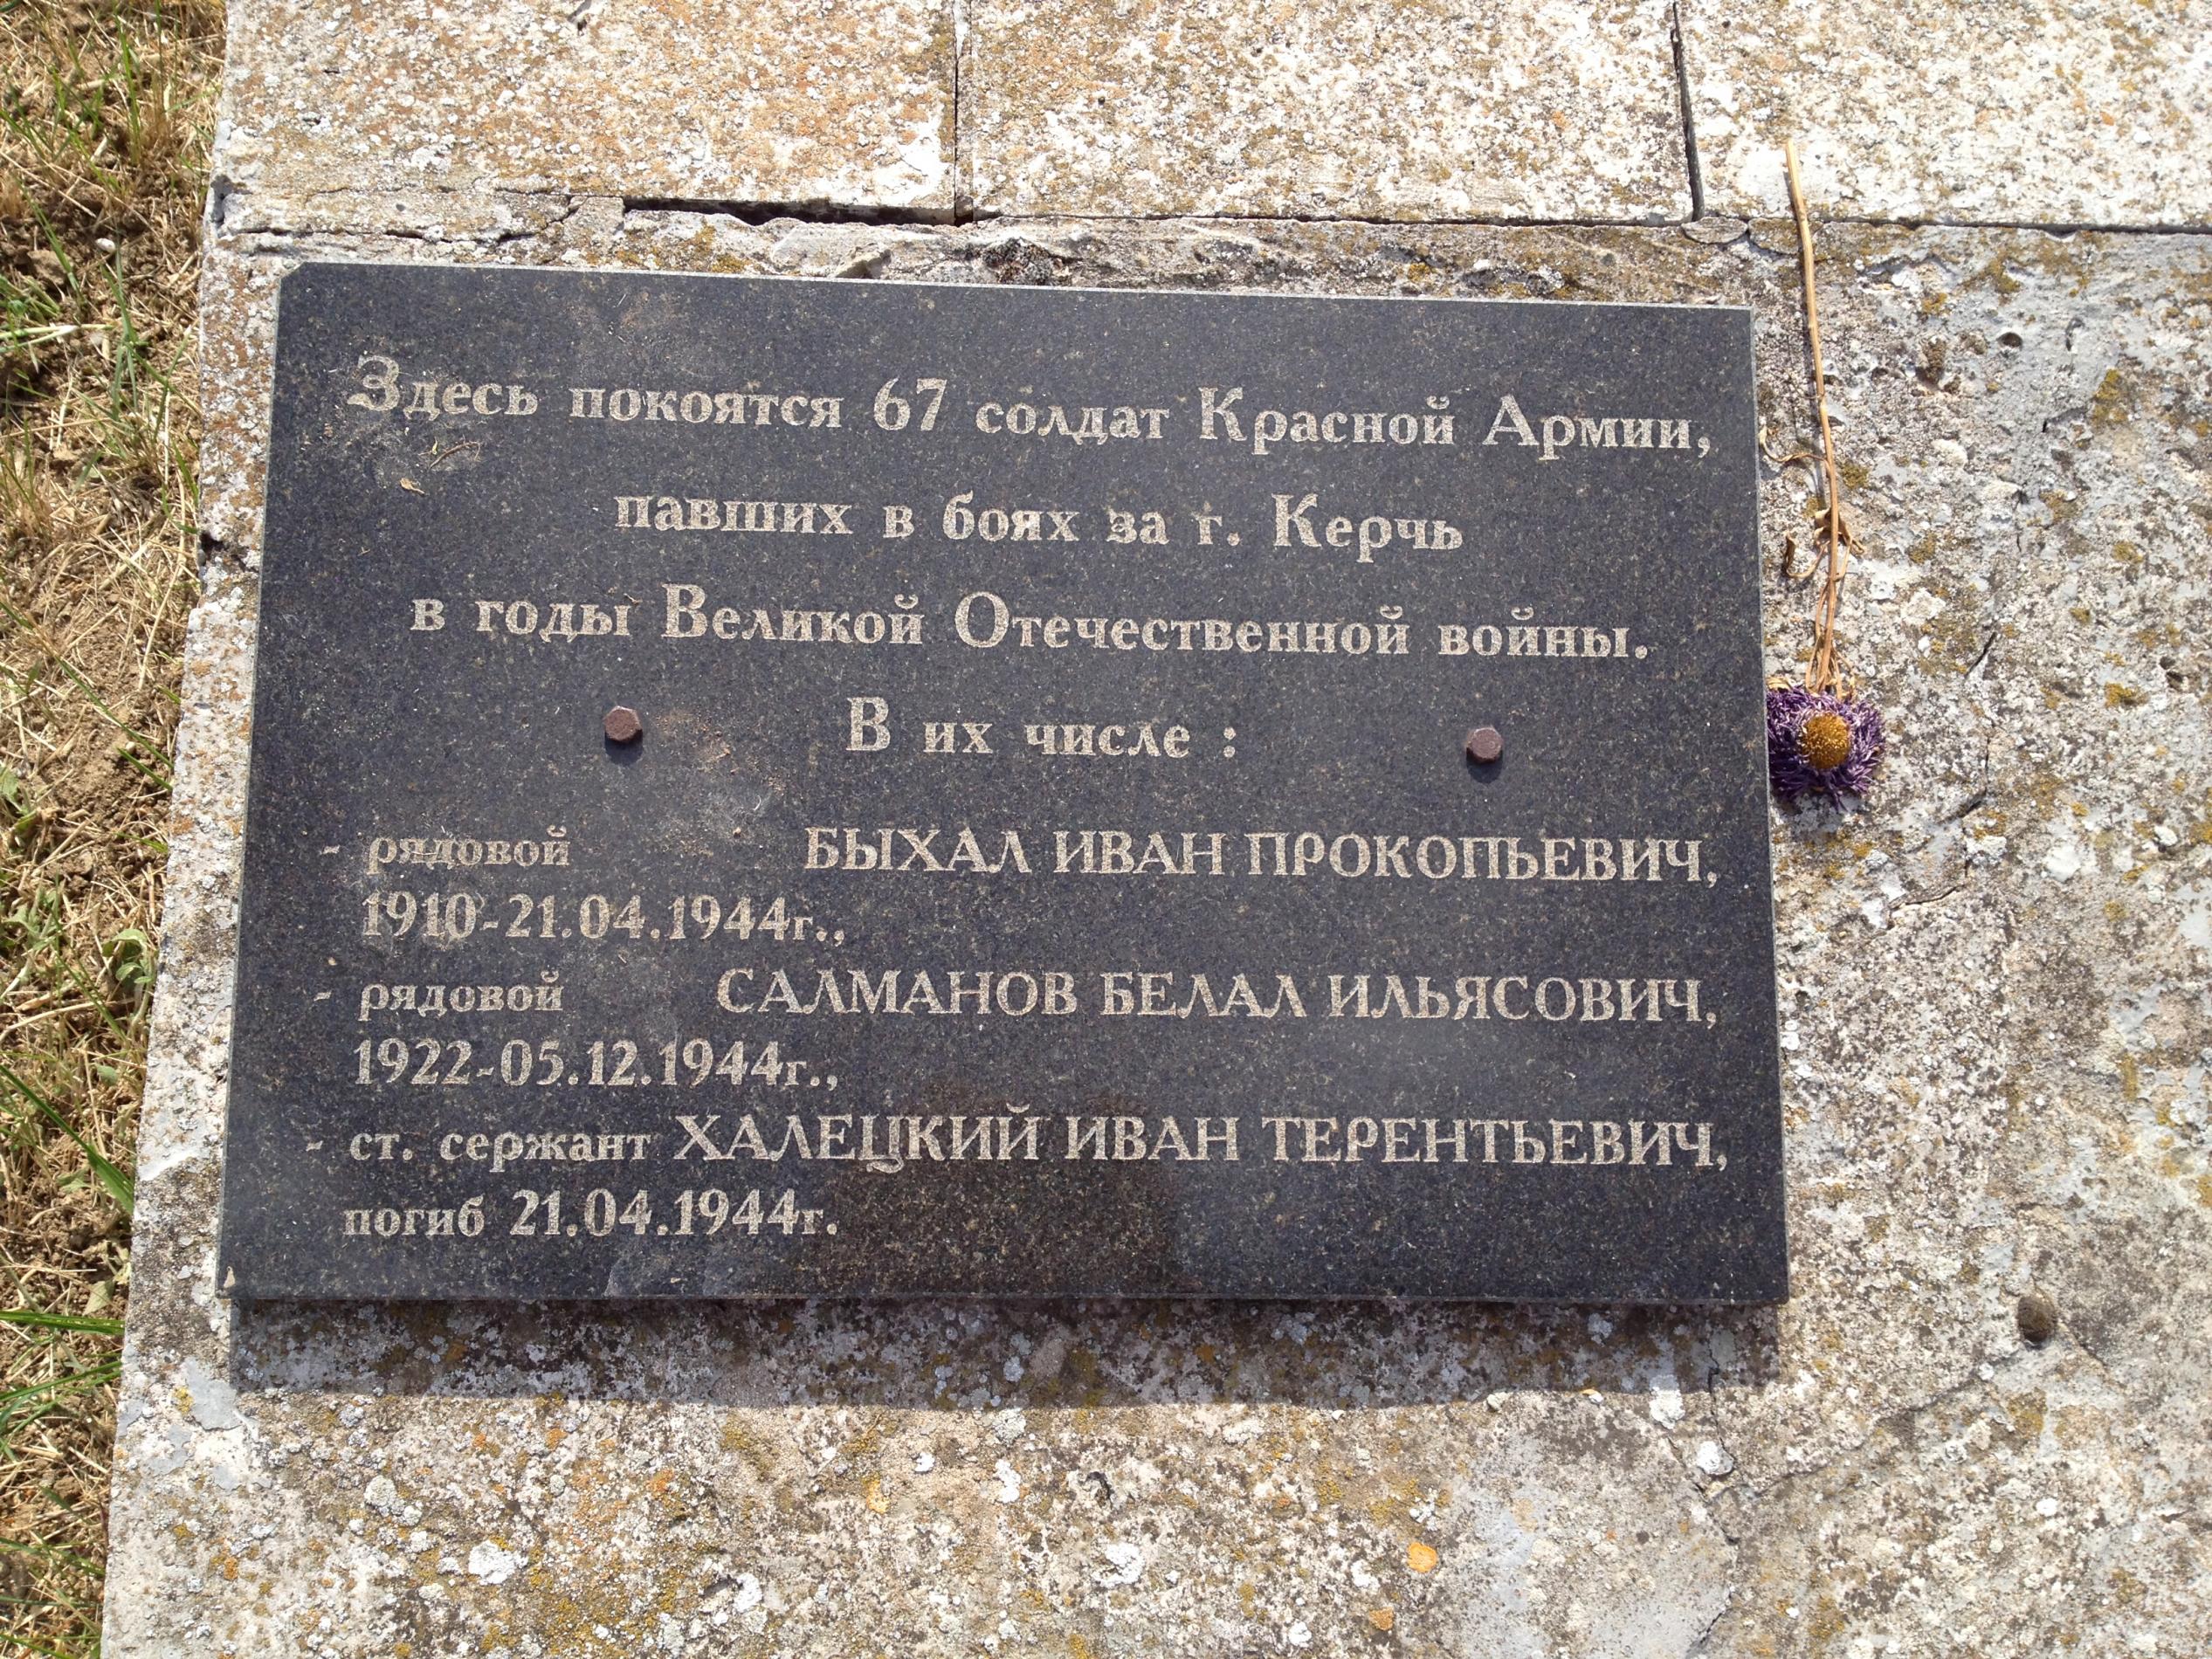 Здесь покоятся 67 солдат Красной Армии,
павших в боях за г. Керчь
в годы Великой Отечественной войны.
В их числе :
- рядовой БЫХАЛ ИВАН ПРОКОПЬЕВИЧ,
1910-21.04.1944г.,
- рядовой САЛМАНОВ БЕЛАЛ ИЛЬЯСОВИЧ,
1922-05.12.1944г.,
- ст. сержант ХАЛЕЦКИЙ ИВАН ТЕРЕНТЬЕВИЧ,
погиб 21.04.1944г.